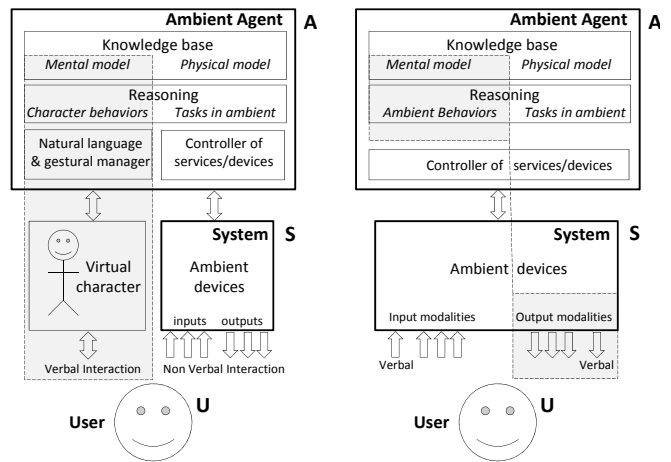 Ambient Agent A
Knowledge base
Mental model Physical model
Reasoning
Character behaviors Tasks in ambient
Natural language
& gestural manager
Controller of
services/devices
System S
Virtual
character
Ambient
devices
inputs outputs
Verbal Interaction Non Verbal Interaction
User U
Ambient Agent A
Knowledge base
Mental model Physical model
Reasoning
Ambient Behaviors Tasks in ambient
Controller of services/devices
System S
Ambient devices
Input modalities Output modalities
Verbal Verbal
User U